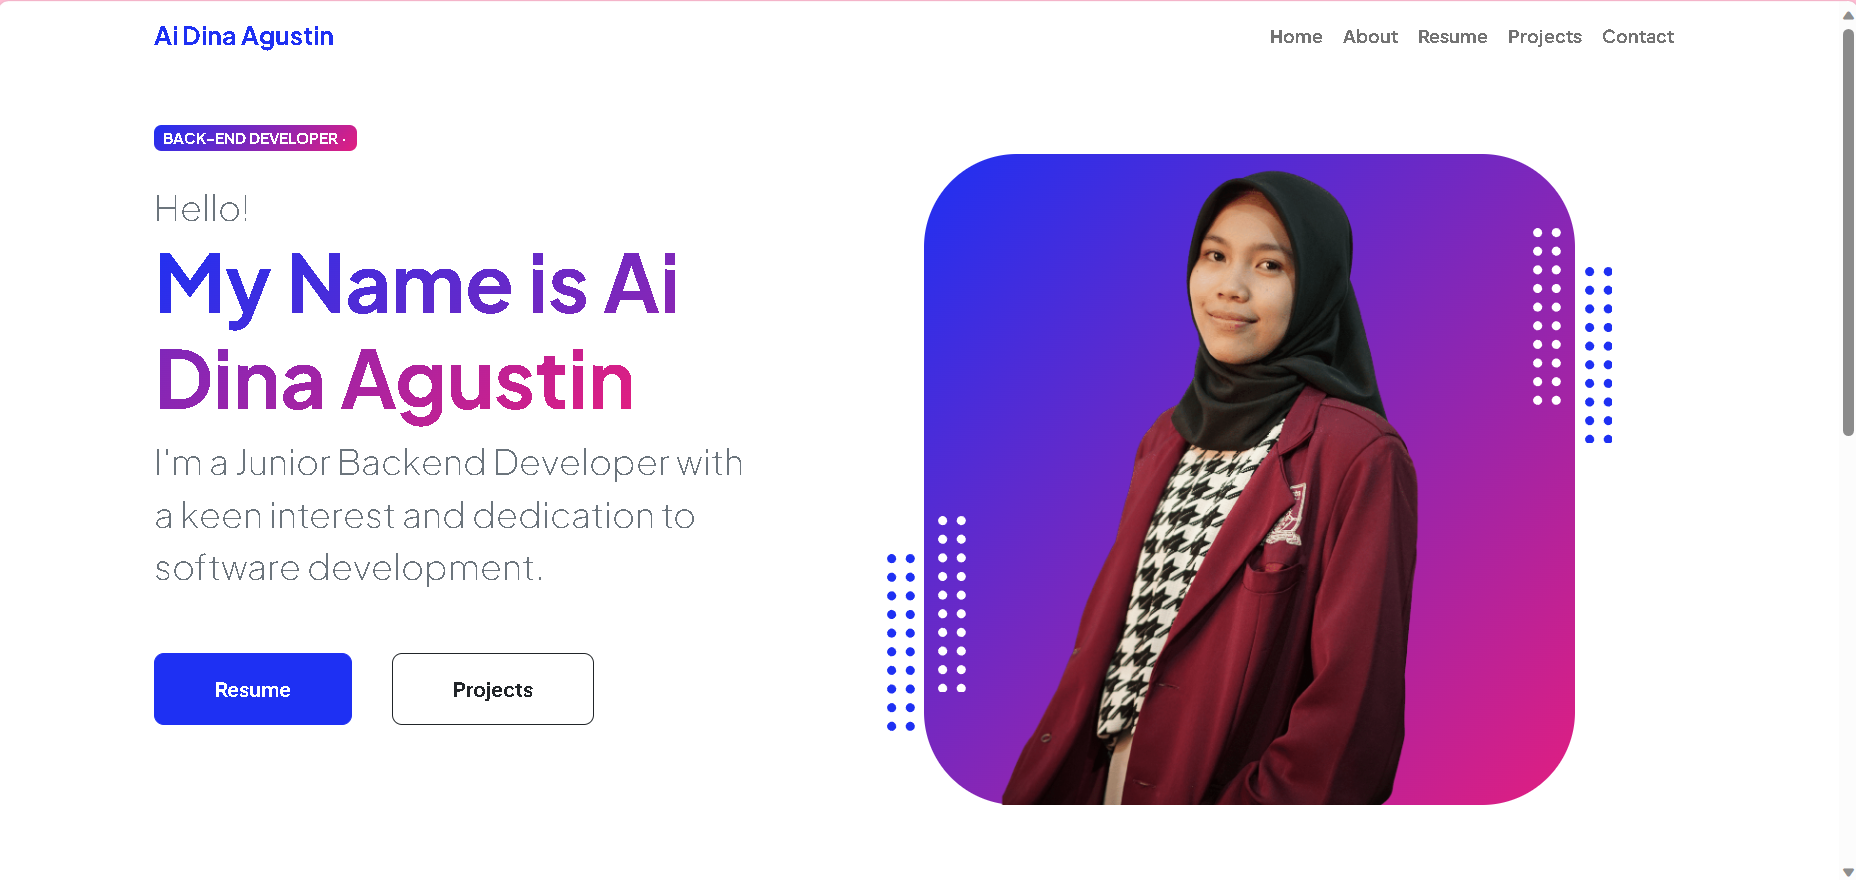 Ai Dina Agustin
Home About Resume Projects Contact
BACK-END DEVELOPER ·
Hello!
My Name is Ai
Dina Agustin
I'm a Junior Backend Developer with
a keen interest and dedication to
software development.
Resume
Projects